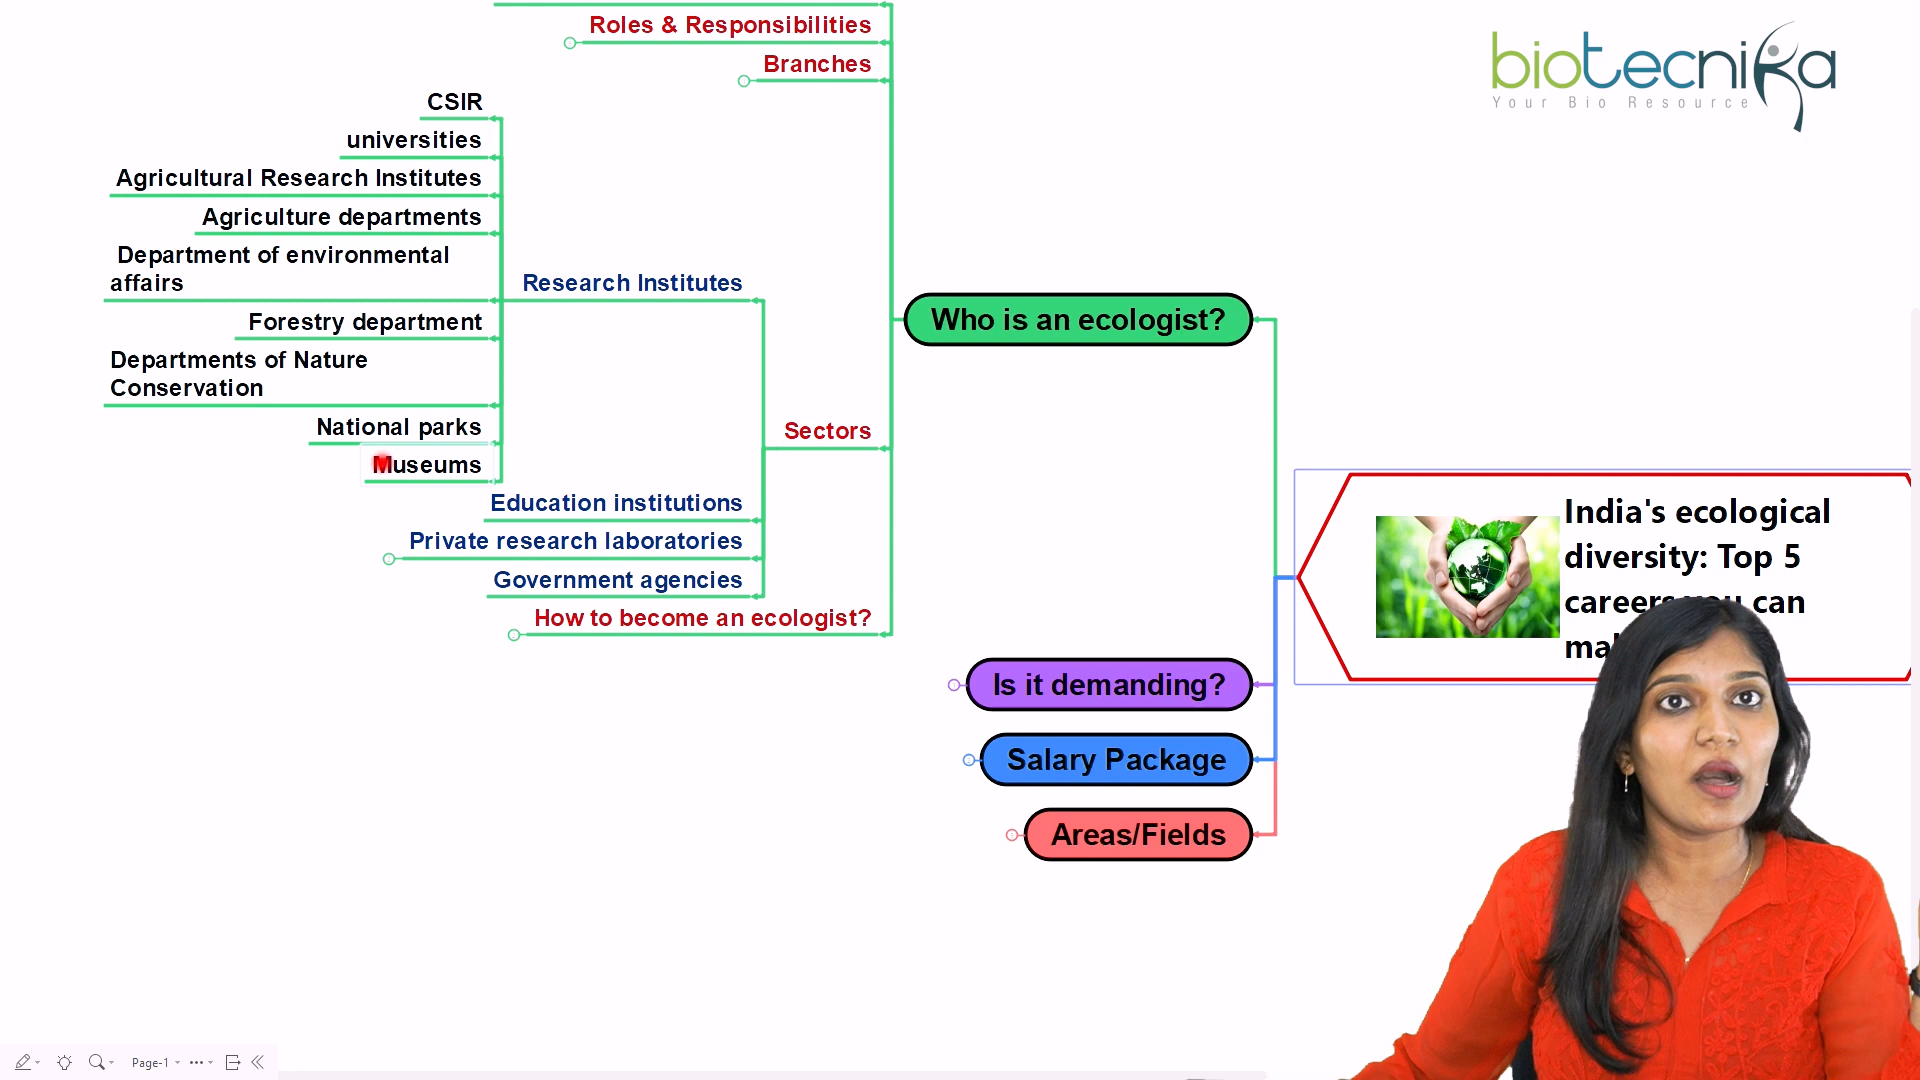 Roles & Responsibilities
Branches
CSIR
universities
Agricultural Research Institutes
Agriculture departments
Department of environmental
affairs
Forestry department
Departments of Nature
Conservation
National parks
Museums
Research Institutes
Sectors
Education institutions
Private research laboratories
Government agencies
How to become an ecologist?
Who is an ecologist?
Is it demanding?
Salary Package
Areas/Fields
India's ecological
diversity: Top 5
careers you can
biotecnika
Your Bio Resource
Page-1